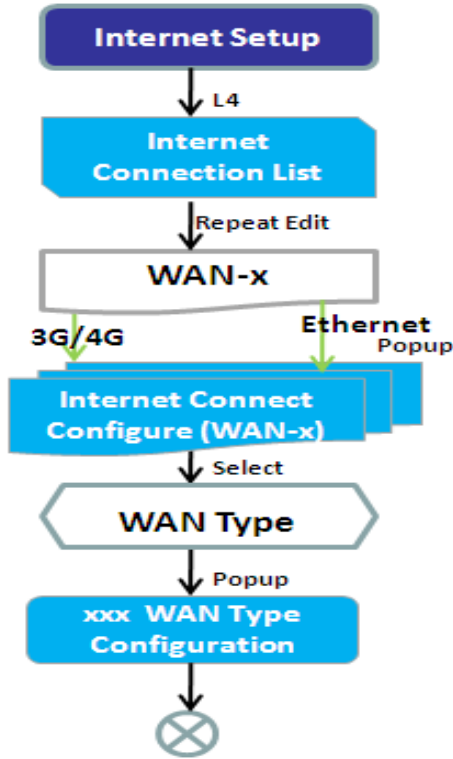 Internet Setup
L4
Internet
Connection List
Repeat Edit
WAN-x
3G/4G
Ethernet
Popup
Internet Connect
Configure (WAN-x)
Select
WAN Type
Popup
xxx WAN Type
Configuration